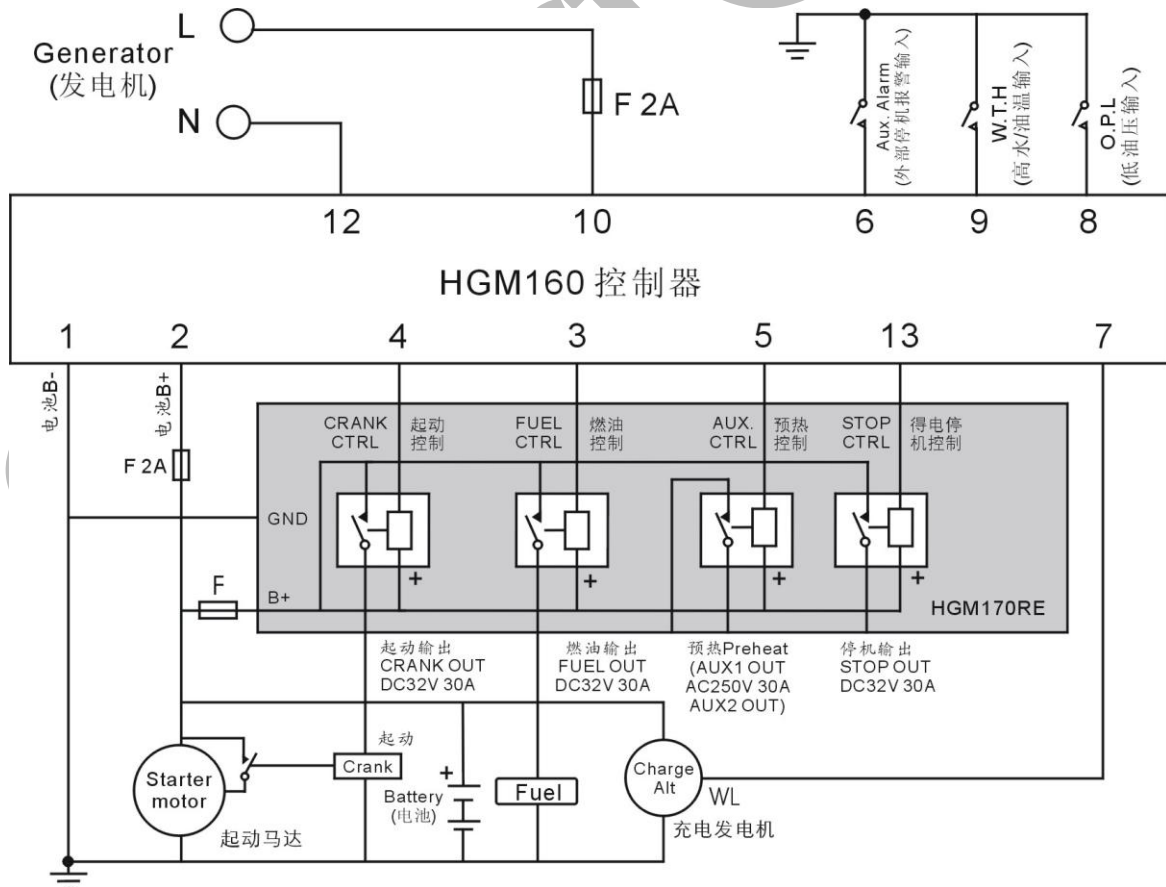 L
Generator
(发电机)
N
F 2A
Aux. Alarm
(外部停机报警输入)
W.T.H
(高水/油温输入)
O.P.L
(低油压输入)
12
10
6
9
8
HGM160 控制器
1
2
4
3
5
13
7
电池B-
电池B+
F 2A
CRANK
CTRL
起动
控制
FUEL
CTRL
燃油
控制
AUX.
CTRL
预热
控制
STOP
CTRL
得电停
机控制
GND
F
B+
+
+
+
+
HGM170RE
起动输出
CRANK OUT
DC32V 30A
燃油输出
FUEL OUT
DC32V 30A
预热Preheat
(AUX1 OUT
AC250V 30A
AUX2 OUT)
停机输出
STOP OUT
DC32V 30A
Starter
motor
起动马达
起动
Crank
+
Battery
(电池)
Fuel
Charge
Alt
WL
充电发电机